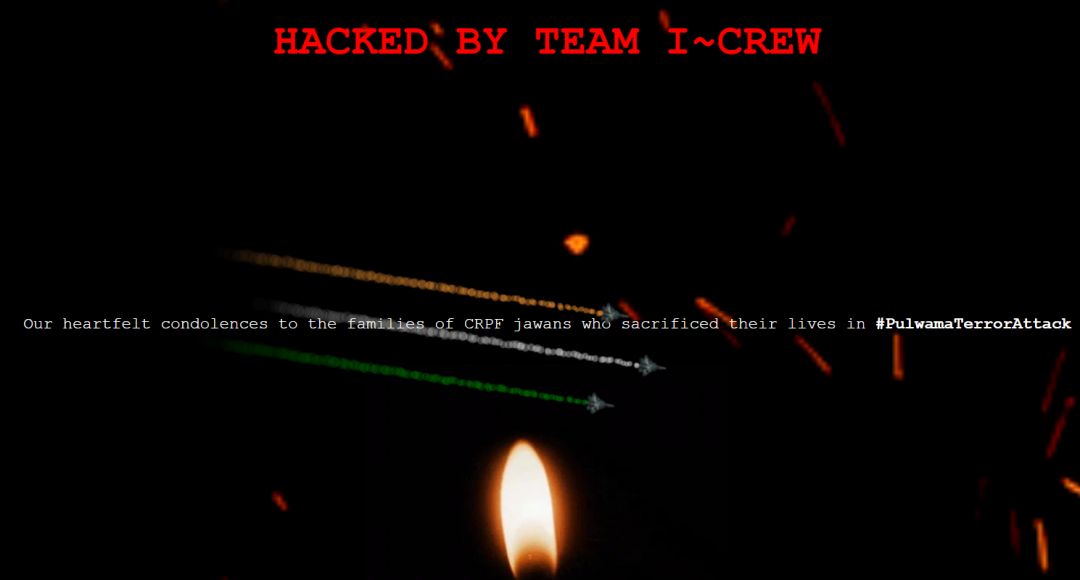 HACKED BY TEAM I~CREW
Our heartfelt condolences to the families of CRPF jawans who sacrificed their lives in #PulwamaTerrorAttack